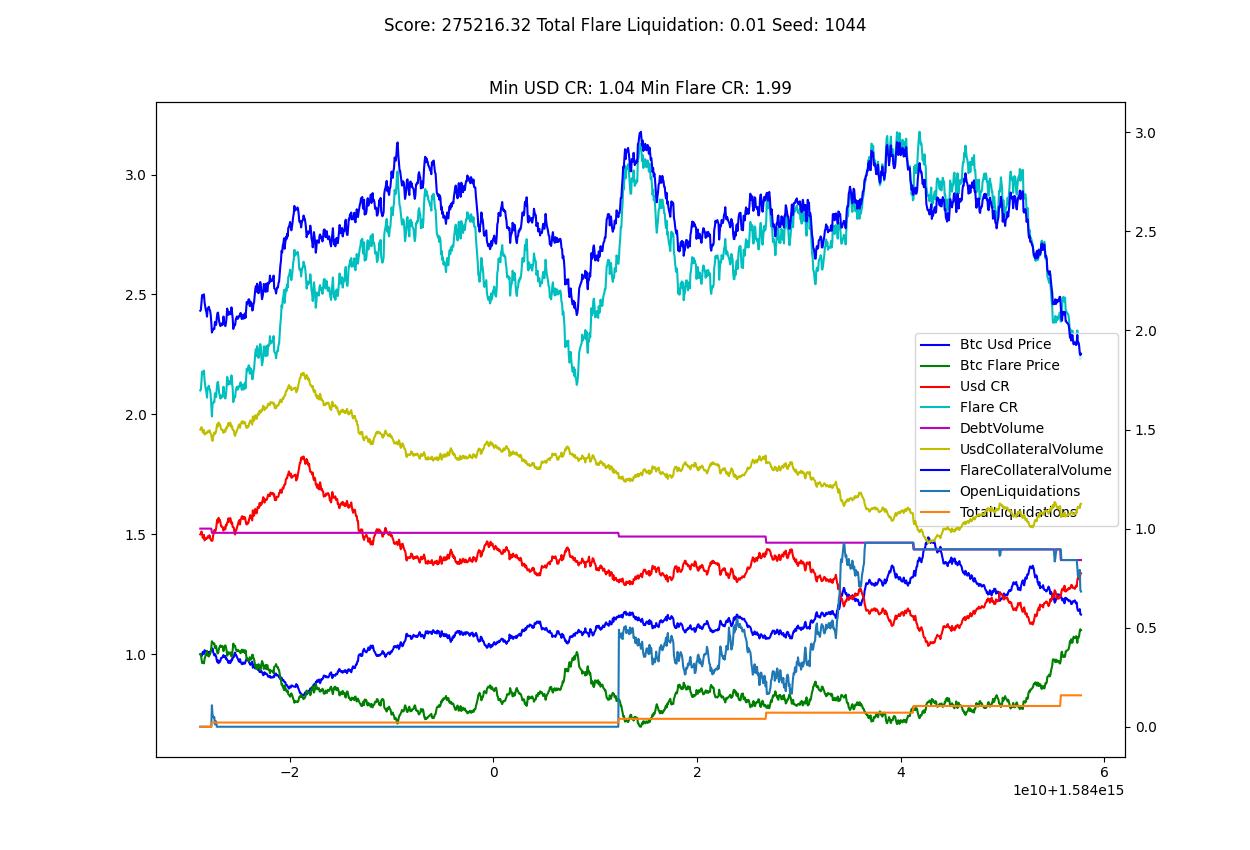 Score: 275216.32 Total Flare Liquidation: 0.01 Seed: 1044
Min USD CR: 1.04 Min Flare CR: 1.99
3.0
2.5
2.0
1.5
1.0
3.0
2.5
2.0
1.5
1.0
0.5
0.0
Btc Usd Price
Btc Flare Price
Usd CR
Flare CR
DebtVolume
UsdCollateralVolume
FlareCollateralVolume
OpenLiquidations
TotalLiquidations
−2 0 2 4 6
1e10+1.584e15